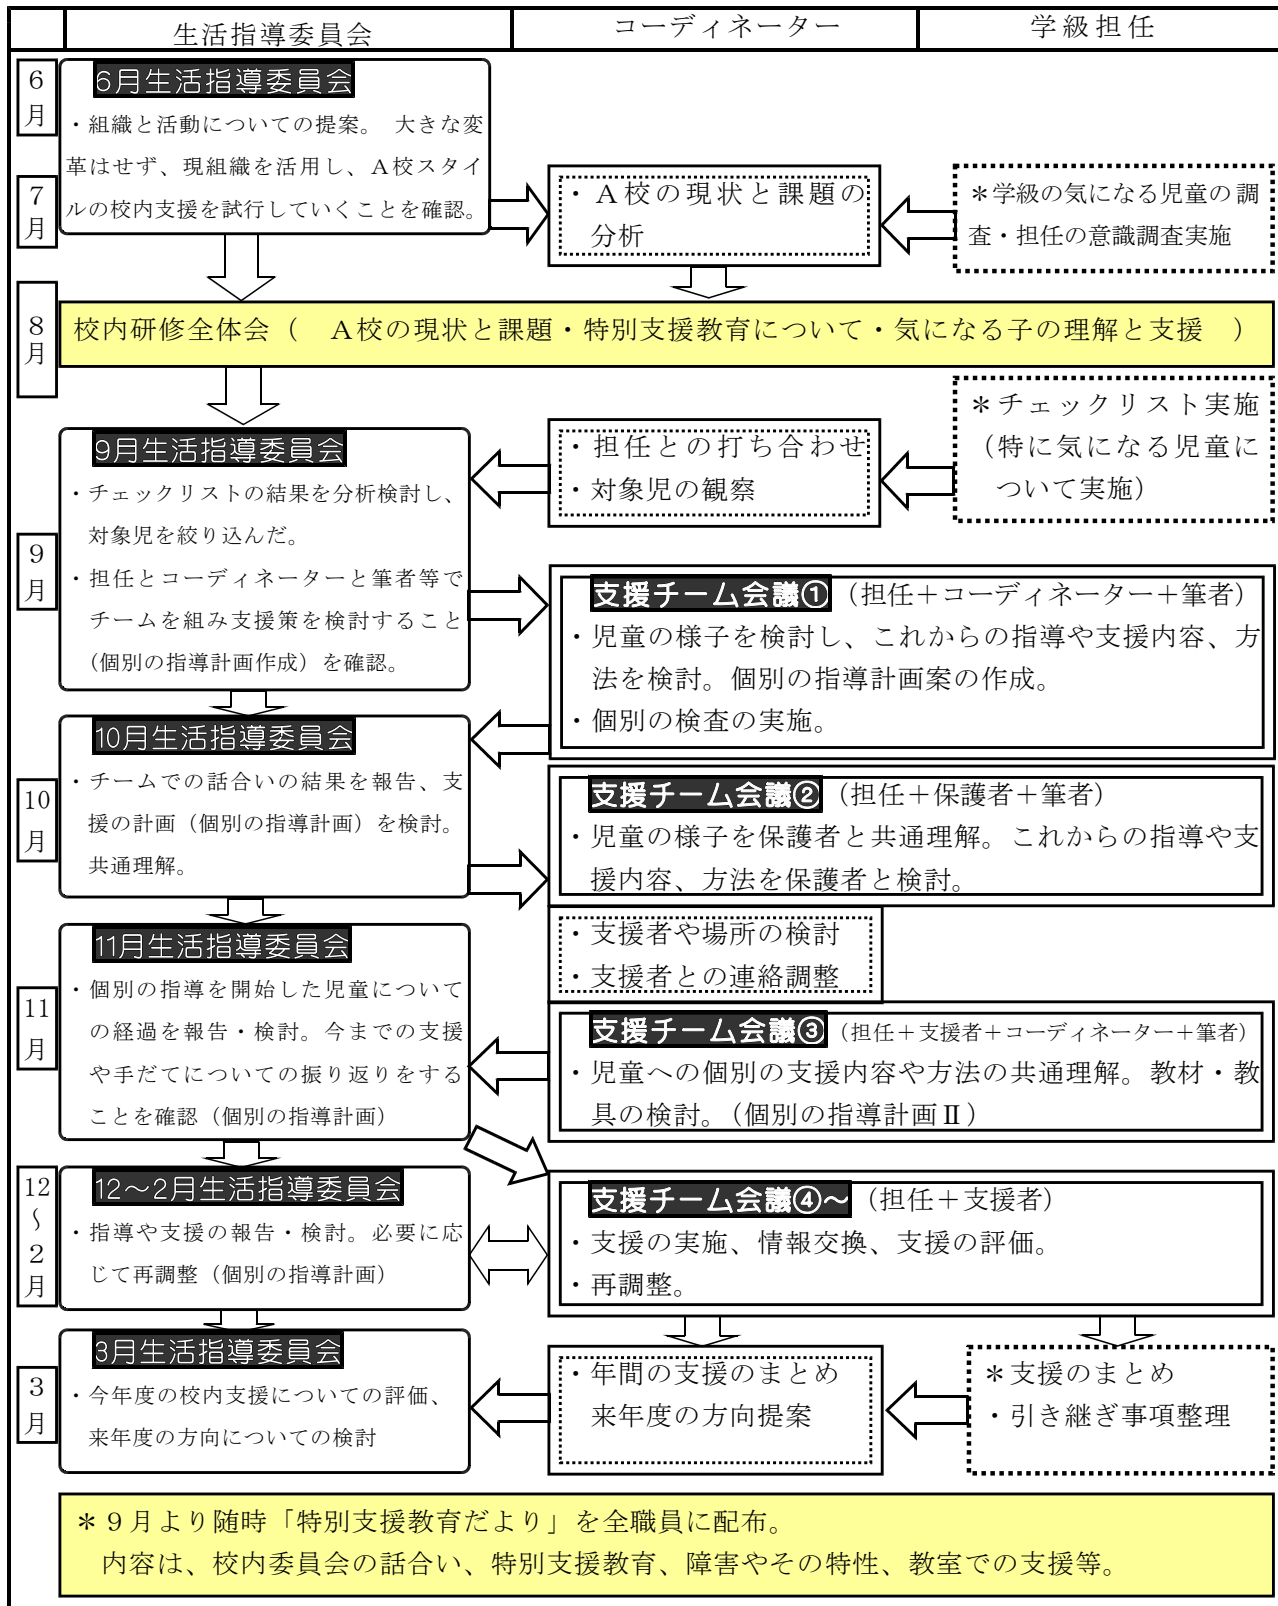 生活指導委員会
コーディネーター
学級担任
6
月
6月生活指導委員会
・組織と活動についての提案。 大きな変
革はせず、現組織を活用し、A校スタイ
ルの校内支援を試行していくことを確認。
7
月
・A校の現状と課題の
分析
＊学級の気になる児童の調
査・担任の意識調査実施
8
月
校内研修全体会（ A校の現状と課題・特別支援教育について・気になる子の理解と支援 ）
9
月
9月生活指導委員会
・チェックリストの結果を分析検討し、
対象児を絞り込んだ。
・担任とコーディネーターと筆者等で
チームを組み支援策を検討すること
（個別の指導計画作成）を確認。
・担任との打ち合わせ
・対象児の観察
＊チェックリスト実施
（特に気になる児童に
ついて実施）
支援チーム会議①（担任＋コーディネーター＋筆者）
・児童の様子を検討し、これからの指導や支援内容、方
法を検討。個別の指導計画案の作成。
・個別の検査の実施。
10
月
10月生活指導委員会
・チームでの話合いの結果を報告、支
援の計画（個別の指導計画）を検討。
共通理解。
支援チーム会議②（担任＋保護者＋筆者）
・児童の様子を保護者と共通理解。これからの指導や支
援内容、方法を保護者と検討。
11
月
11月生活指導委員会
・個別の指導を開始した児童について
の経過を報告・検討。今までの支援
や手だてについての振り返りをする
ことを確認（個別の指導計画）
・支援者や場所の検討
・支援者との連絡調整
支援チーム会議③（担任＋支援者＋コーディネーター＋筆者）
・児童への個別の支援内容や方法の共通理解。教材・教
具の検討。（個別の指導計画Ⅱ）
12
～
2
月
12～2月生活指導委員会
・指導や支援の報告・検討。必要に応
じて再調整（個別の指導計画）
支援チーム会議④～（担任＋支援者）
・支援の実施、情報交換、支援の評価。
・再調整。
3
月
3月生活指導委員会
・今年度の校内支援についての評価、
来年度の方向についての検討
・年間の支援のまとめ
来年度の方向提案
＊支援のまとめ
・引き継ぎ事項整理
＊９月より随時「特別支援教育だより」を全職員に配布。
内容は、校内委員会の話合い、特別支援教育、障害やその特性、教室での支援等。